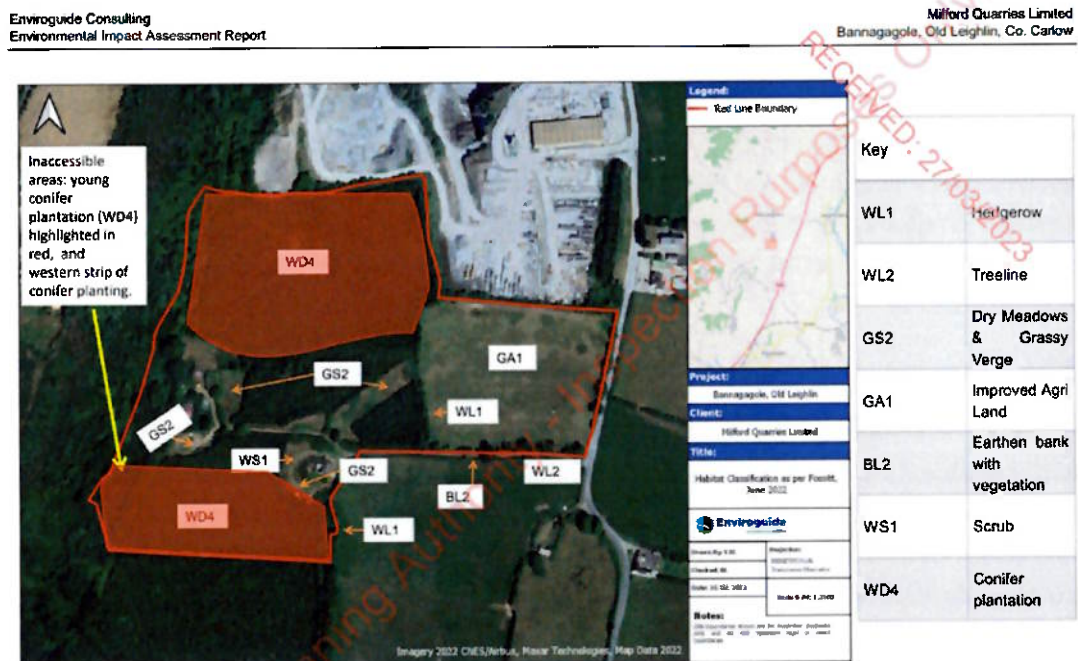 Enviroguide Consulting
Environmental Impact Assessment Report
Milford Quarries Limited
Bannagagole, Old Leighlin, Co. Carlow
RECEIVED: 27/03/2023
Inaccessible
areas: young
conifer
plantation (WD4)
highlighted in
red, and
western strip of
conifer planting.
WD4
GA1
GS2
WL1
GS2
WS1
GS2
BL2
WL2
WD4
WL1
Imagery 2022 CNES/Airbus, Maxar Technologies, Map Data 2022
Legend:
Red Line Boundary
Project:
Bannagagole, Old Leighlin
Client:
Milford Quarries Limited
Title:
Habitat Classification as per Fossitt,
June 2022
Enviroguide
Notes:
Key
WL1 Hedgerow
WL2 Treeline
GS2 Dry Meadows
& Grassy
Verge
GA1 Improved Agri
Land
BL2 Earthen bank
with
vegetation
WS1 Scrub
WD4 Conifer
plantation
Inspection Purposes